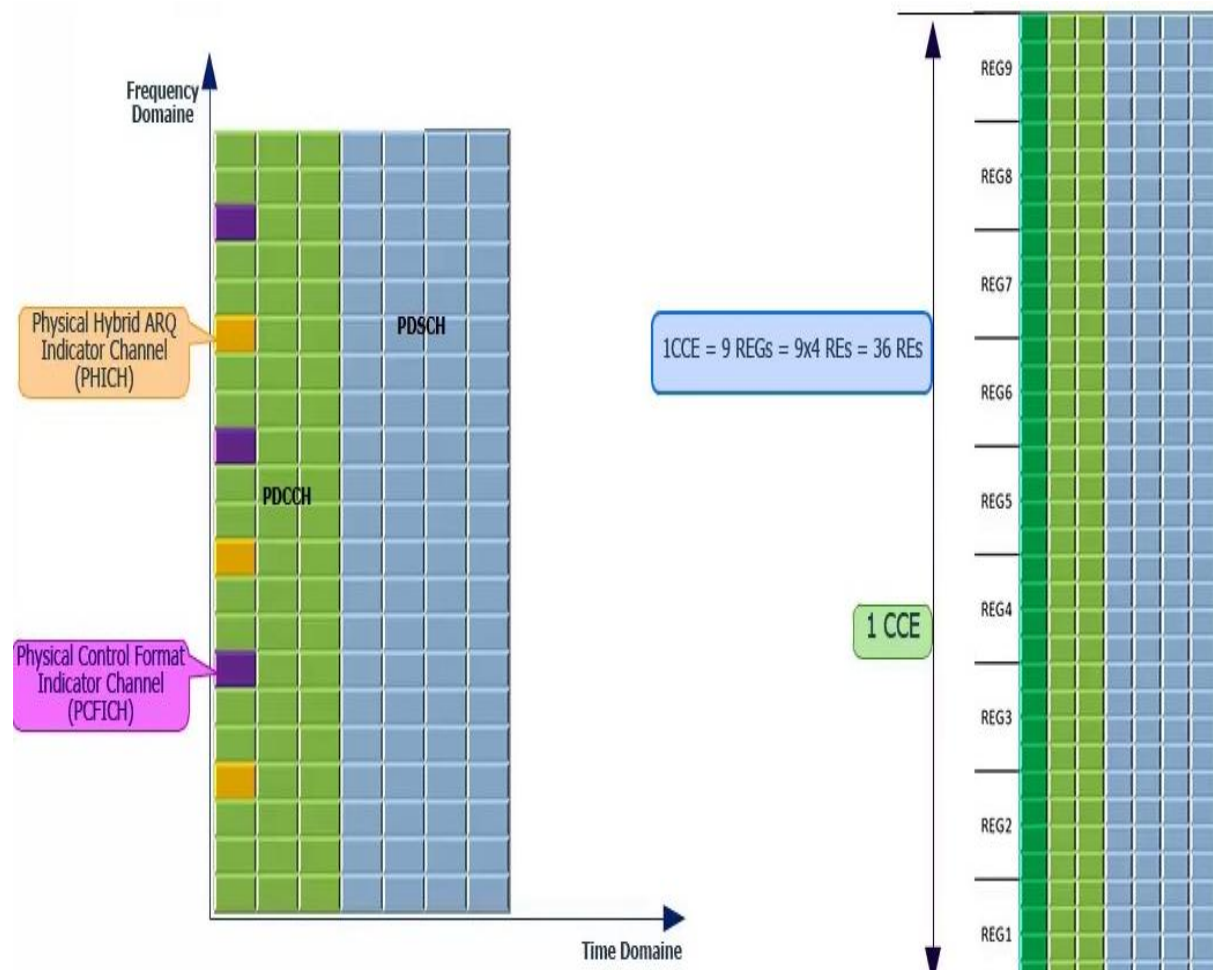 Frequency
Domaine
Physical Hybrid ARQ
Indicator Channel
(PHICH)
PDSCH
PDCCH
Physical Control Format
Indicator Channel
(PCFICH)
Time Domaine
1CCE = 9 REGs = 9x4 REs = 36 REs
1 CCE
REG9
REG8
REG7
REG6
REG5
REG4
REG3
REG2
REG1